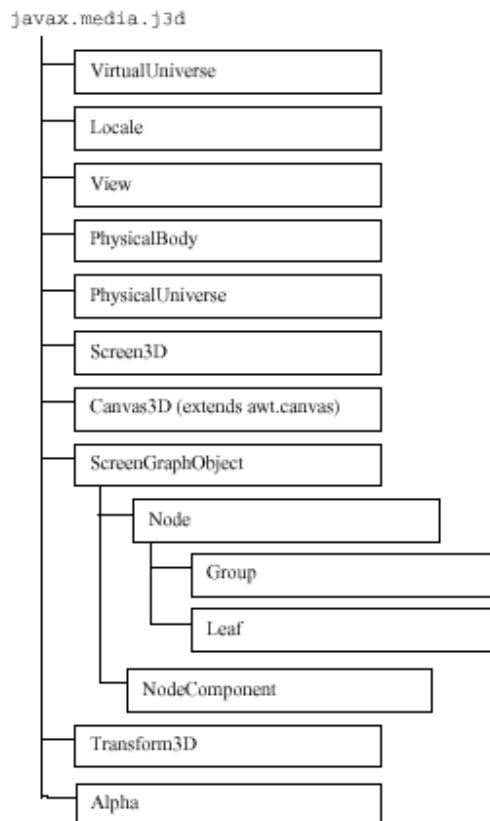 javax.media.j3d
VirtualUniverse
Locale
View
PhysicalBody
PhysicalUniverse
Screen3D
Canvas3D (extends awt.canvas)
ScreenGraphObject
Node
Group
Leaf
NodeComponent
Transform3D
Alpha